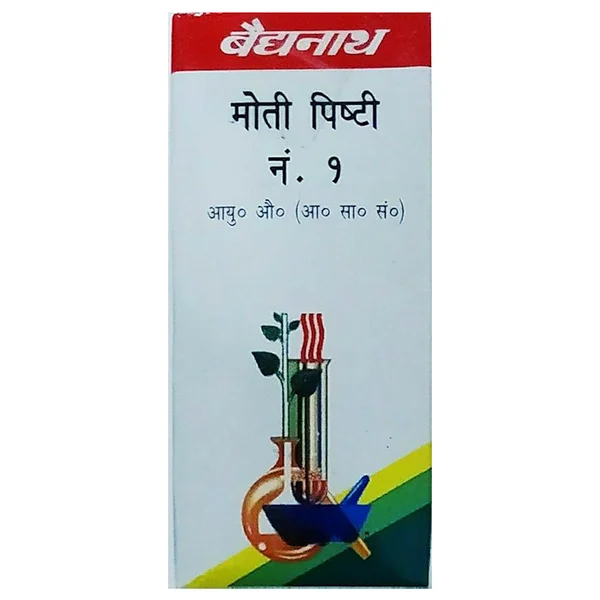 बैद्यनाथ
मोती पिष्टी
नं. १
आयु० औ० (आ० सा० सं०)